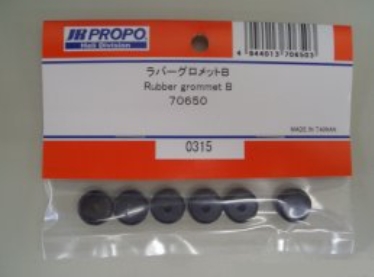 JR PROPO
Heli Division
4 944013 706503
ラバーグロメットB
Rubber grommet B
70650
MADE IN TAIWAN
0315